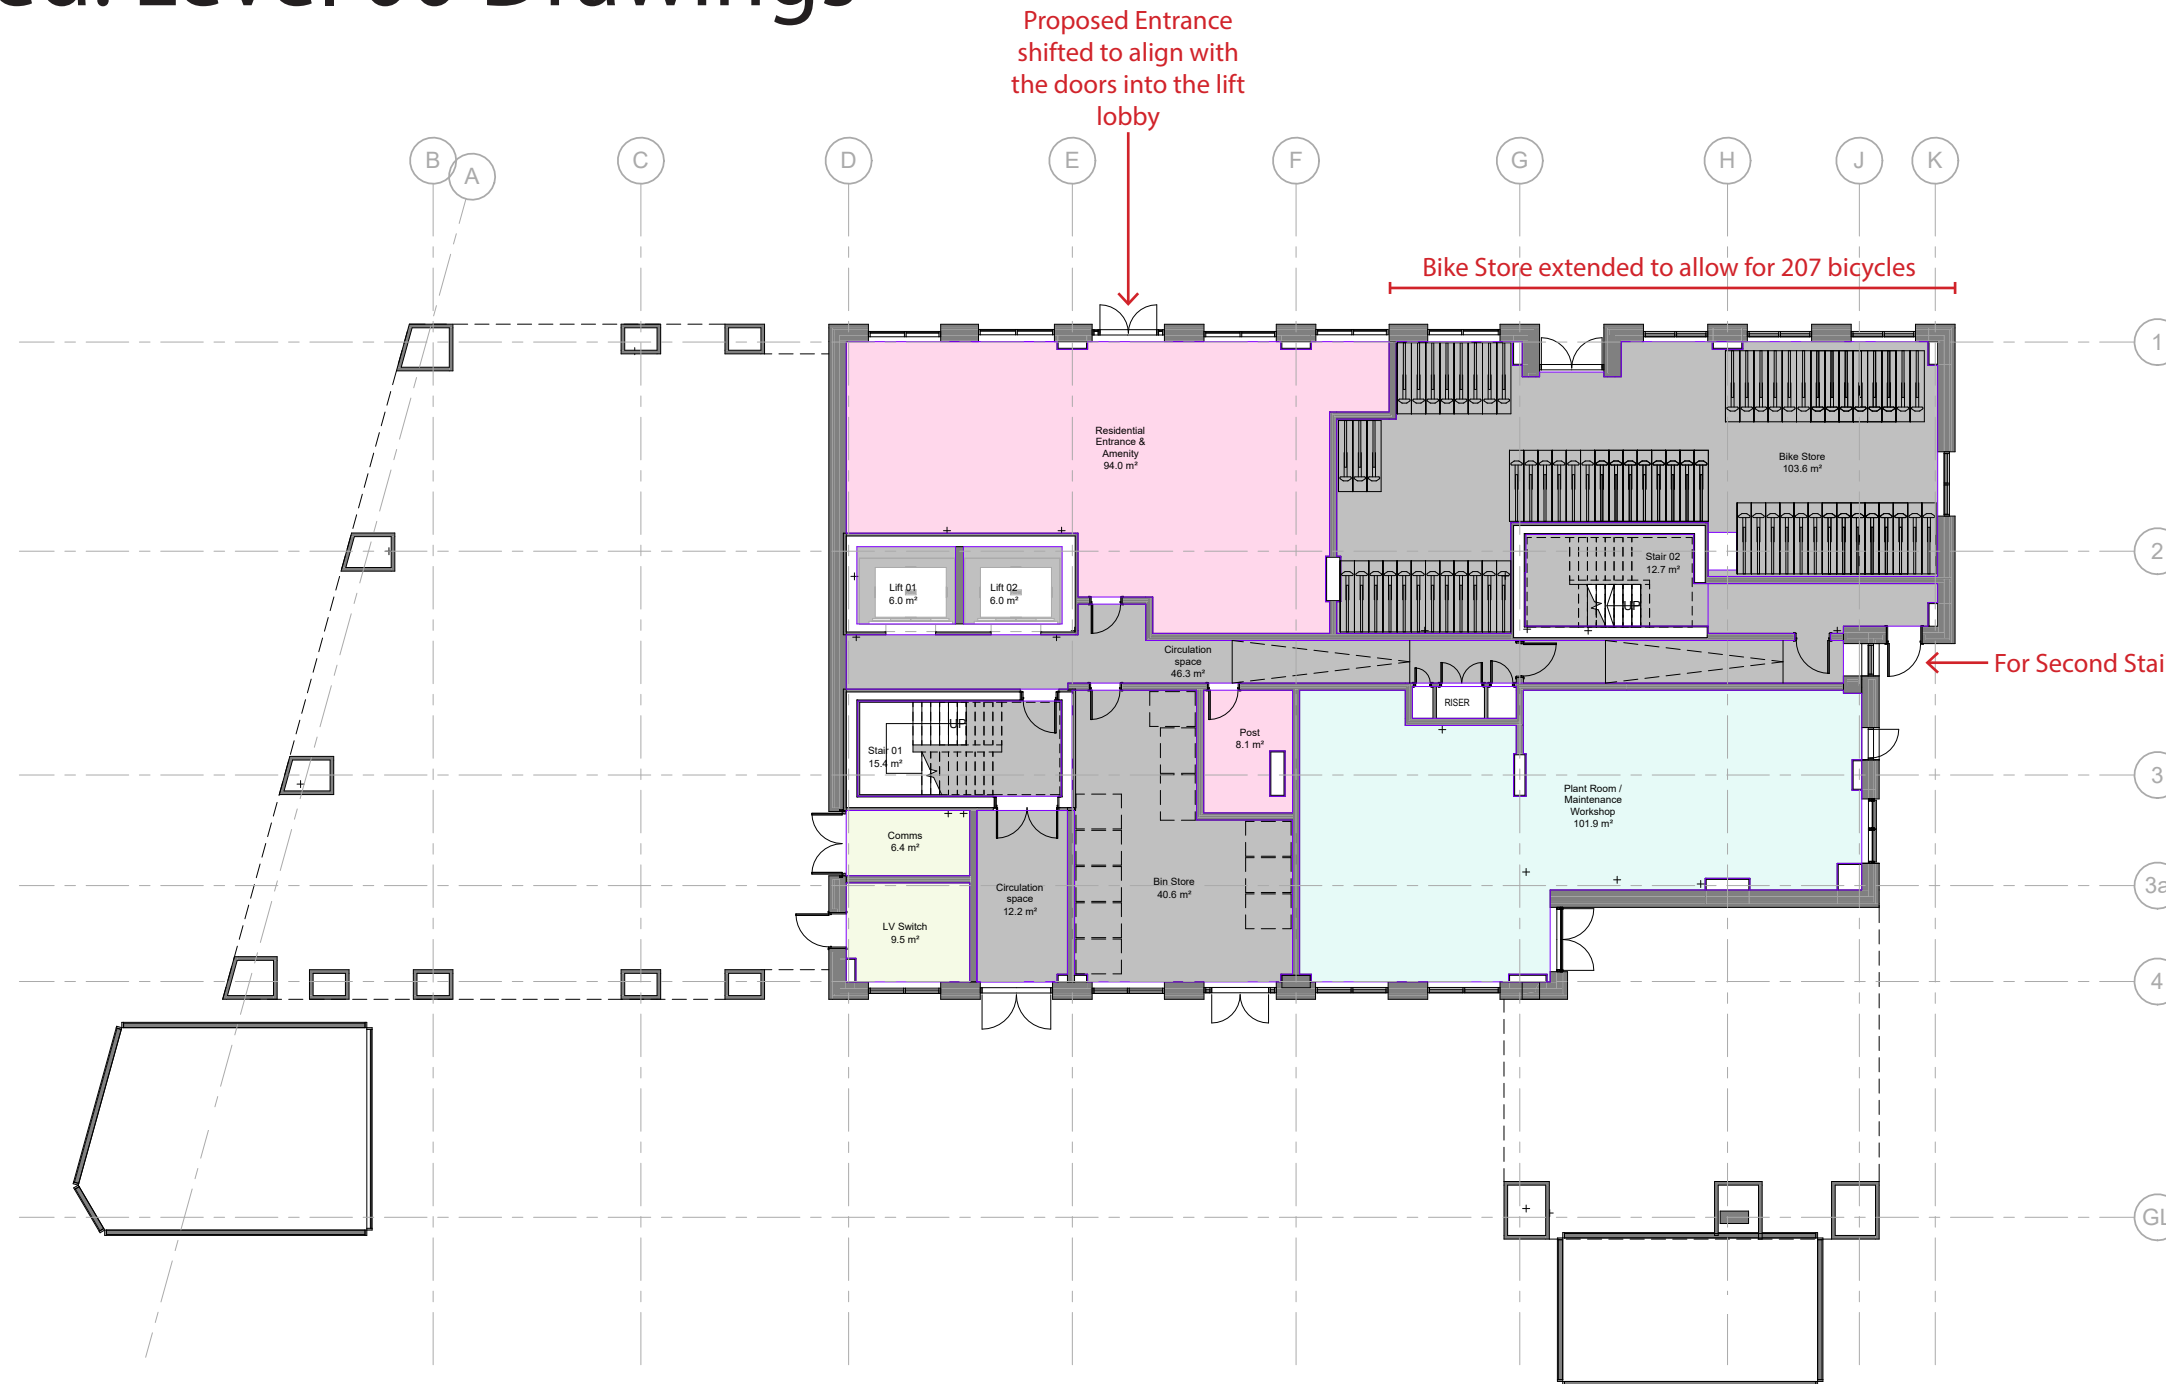 Level 00 Drawings
Proposed Entrance
shifted to align with
the doors into the lift
lobby
B
A
C
D
E
F
G
H
J
K
Bike Store extended to allow for 207 bicycles
1
Residential
Entrance &
Amenity
94.0 m²
Bike Store
103.6 m²
2
Stair 02
12.7 m²
UP
Lift 01
6.0 m²
Lift 02
6.0 m²
Circulation
space
46.3 m²
For Second Stai
RISER
UP
Stair 01
15.4 m²
Post
8.1 m²
3
Plant Room /
Maintenance
Workshop
101.9 m²
Comms
6.4 m²
Circulation
space
12.2 m²
Bin Store
40.6 m²
3a
LV Switch
9.5 m²
4
GL